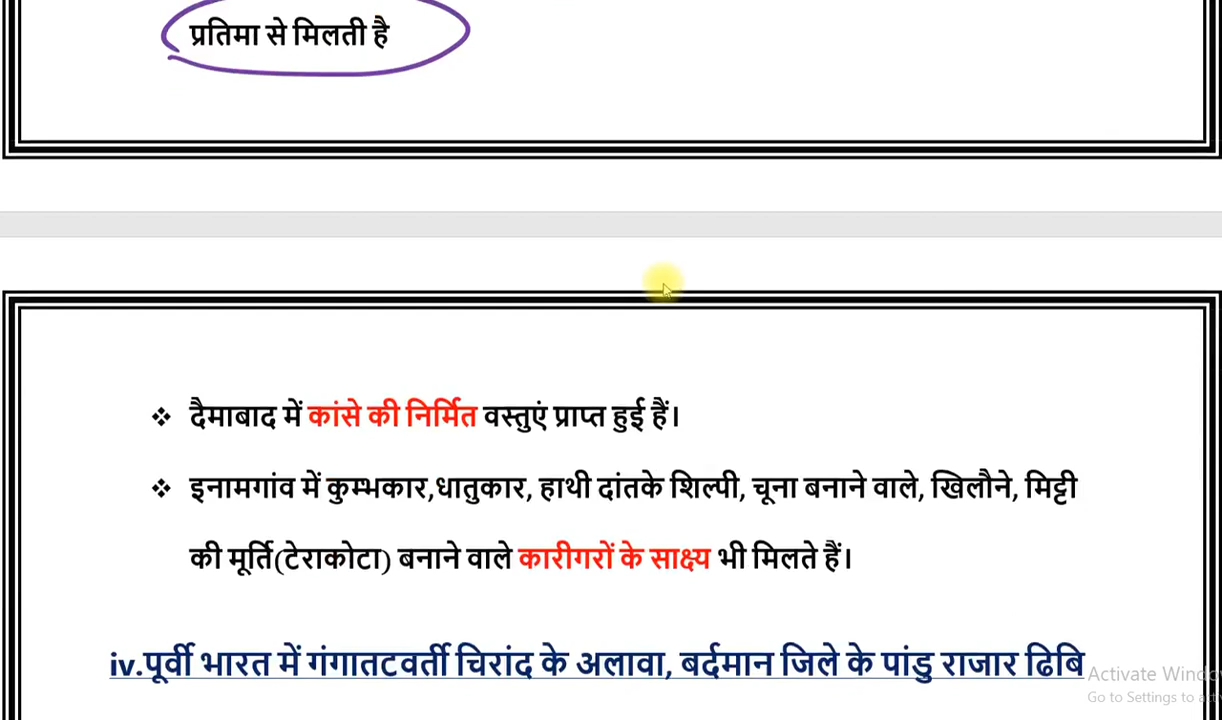 प्रतिमा से मिलती है
❖ दैमाबाद में कांसे की निर्मित वस्तुएं प्राप्त हुई हैं।
❖ इनामगांव में कुम्भकार,धातुकार, हाथी दांतके शिल्पी, चूना बनाने वाले, खिलौने, मिट्टी
की मूर्ति(टेराकोटा) बनाने वाले कारीगरों के साक्ष्य भी मिलते हैं।
iv.पूर्वी भारत में गंगातटवर्ती चिरांद के अलावा, बर्दमान जिले के पांडु राजार ढिबि
Activate Windo
Go to Settings to